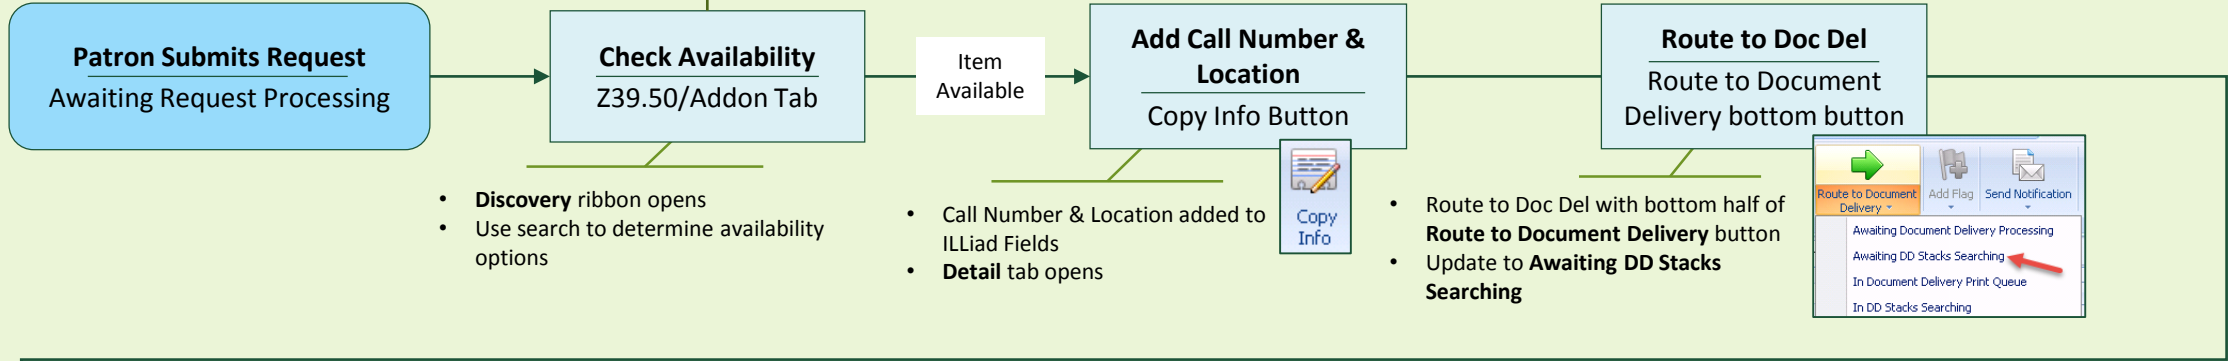 Patron Submits Request
Awaiting Request Processing
Check Availability
Z39.50/Addon Tab
• Discovery ribbon opens
• Use search to determine availability
options
Item
Available
Add Call Number &
Location
Copy Info Button
Copy
Info
• Call Number & Location added to
ILLiad Fields
• Detail tab opens
Route to Doc Del
Route to Document
Delivery bottom button
• Route to Doc Del with bottom half of
Route to Document Delivery button
• Update to Awaiting DD Stacks
Searching
Route to Document
Delivery
Add Flag
Send Notification
Awaiting Document Delivery Processing
Awaiting DD Stacks Searching
In Document Delivery Print Queue
In DD Stacks Searching